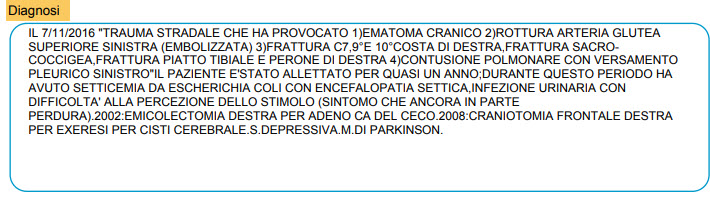 Diagnosi
IL 7/11/2016 "TRAUMA STRADALE CHE HA PROVOCATO 1)EMATOMA CRANICO 2)ROTTURA ARTERIA GLUTEA
SUPERIORE SINISTRA (EMBOLIZZATA) 3)FRATTURA C7,9°E 10°COSTA DI DESTRA,FRATTURA SACRO-
COCCIGEA,FRATTURA PIATTO TIBIALE E PERONE DI DESTRA 4)CONTUSIONE POLMONARE CON VERSAMENTO
PLEURICO SINISTRO"IL PAZIENTE E'STATO ALLETTATO PER QUASI UN ANNO;DURANTE QUESTO PERIODO HA
AVUTO SETTICEMIA DA ESCHERICHIA COLI CON ENCEFALOPATIA SETTICA,INFEZIONE URINARIA CON
DIFFICOLTA' ALLA PERCEZIONE DELLO STIMOLO (SINTOMO CHE ANCORA IN PARTE
PERDURA).2002:EMICOLECTOMIA DESTRA PER ADENO CA DEL CECO.2008:CRANIOTOMIA FRONTALE DESTRA
PER EXERESI PER CISTI CEREBRALE.S.DEPRESSIVA.M.DI PARKINSON.